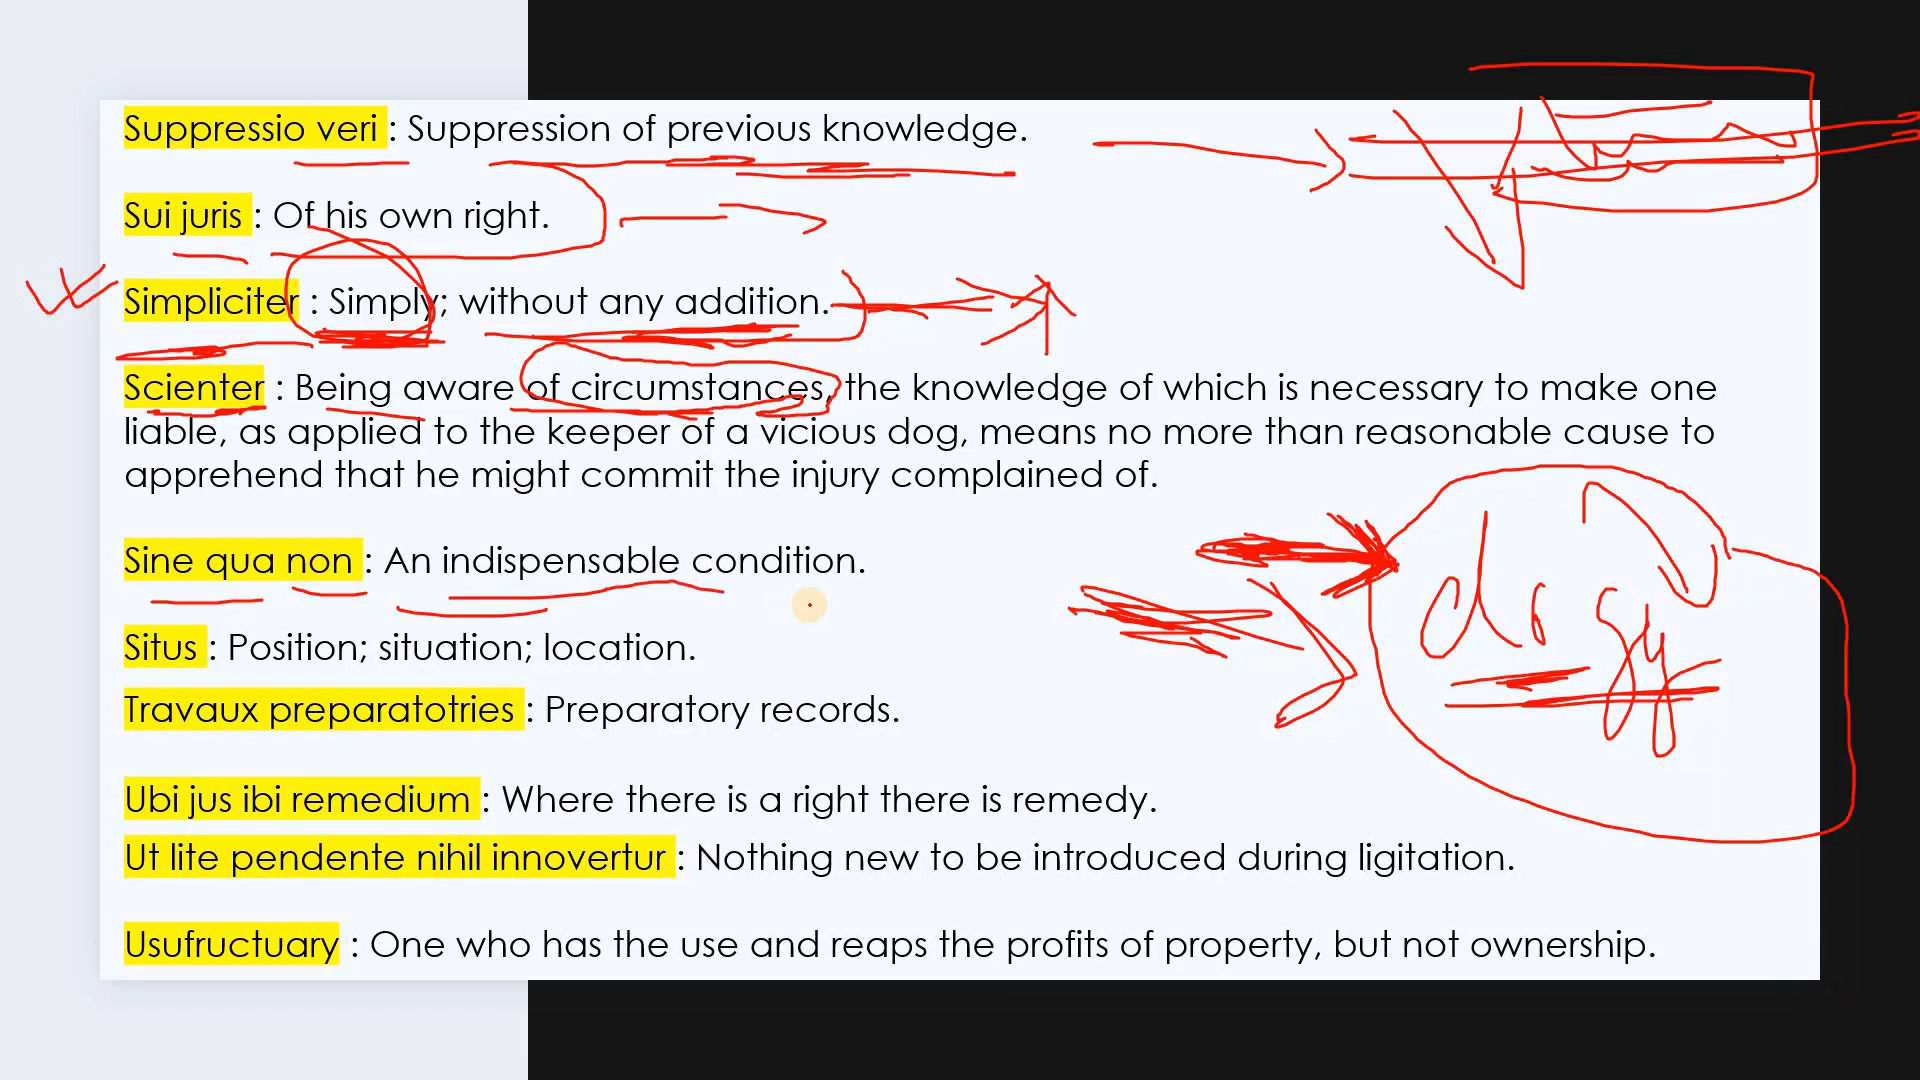 Suppressio veri : Suppression of previous knowledge.
Sui juris : Of his own right.
Simpliciter : Simply; without any addition.
Scienter : Being aware of circumstances, the knowledge of which is necessary to make one
liable, as applied to the keeper of a vicious dog, means no more than reasonable cause to
apprehend that he might commit the injury complained of.
Sine qua non : An indispensable condition.
Situs : Position; situation; location.
Travaux preparatotries : Preparatory records.
Ubi jus ibi remedium : Where there is a right there is remedy.
Ut lite pendente nihil innovertur : Nothing new to be introduced during ligitation.
Usufructuary : One who has the use and reaps the profits of property, but not ownership.